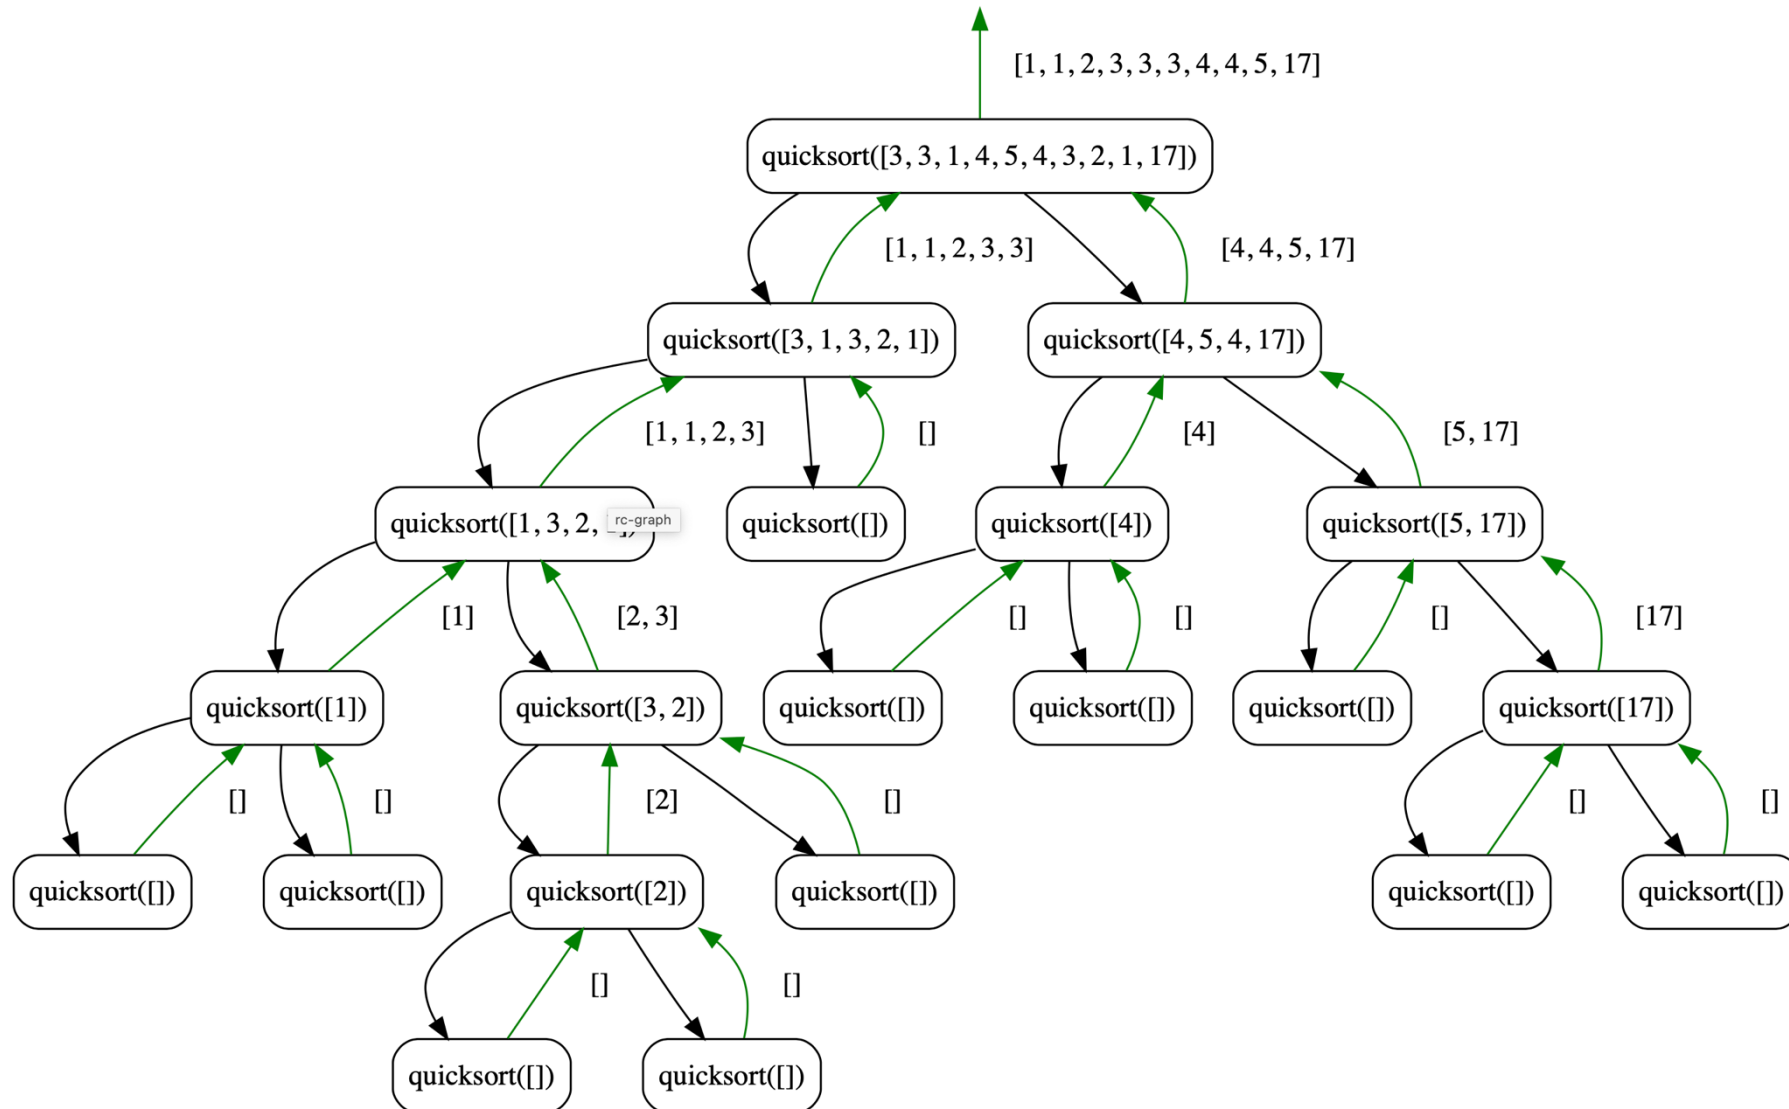 [1, 1, 2, 3, 3, 3, 4, 4, 5, 17]
quicksort([3, 3, 1, 4, 5, 4, 3, 2, 1, 17])
[1, 1, 2, 3, 3]
[4, 4, 5, 17]
quicksort([3, 1, 3, 2, 1])
quicksort([4, 5, 4, 17])
[1, 1, 2, 3]
[]
[4]
[5, 17]
quicksort([1, 3, 2,
rc-graph
quicksort([])
quicksort([4])
quicksort([5, 17])
[1]
[2, 3]
[]
[]
[]
[17]
quicksort([1])
quicksort([3, 2])
quicksort([])
quicksort([])
quicksort([])
quicksort([17])
[]
[]
[2]
[]
[]
[]
quicksort([])
quicksort([])
quicksort([2])
quicksort([])
quicksort([])
quicksort([])
[]
[]
quicksort([])
quicksort([])